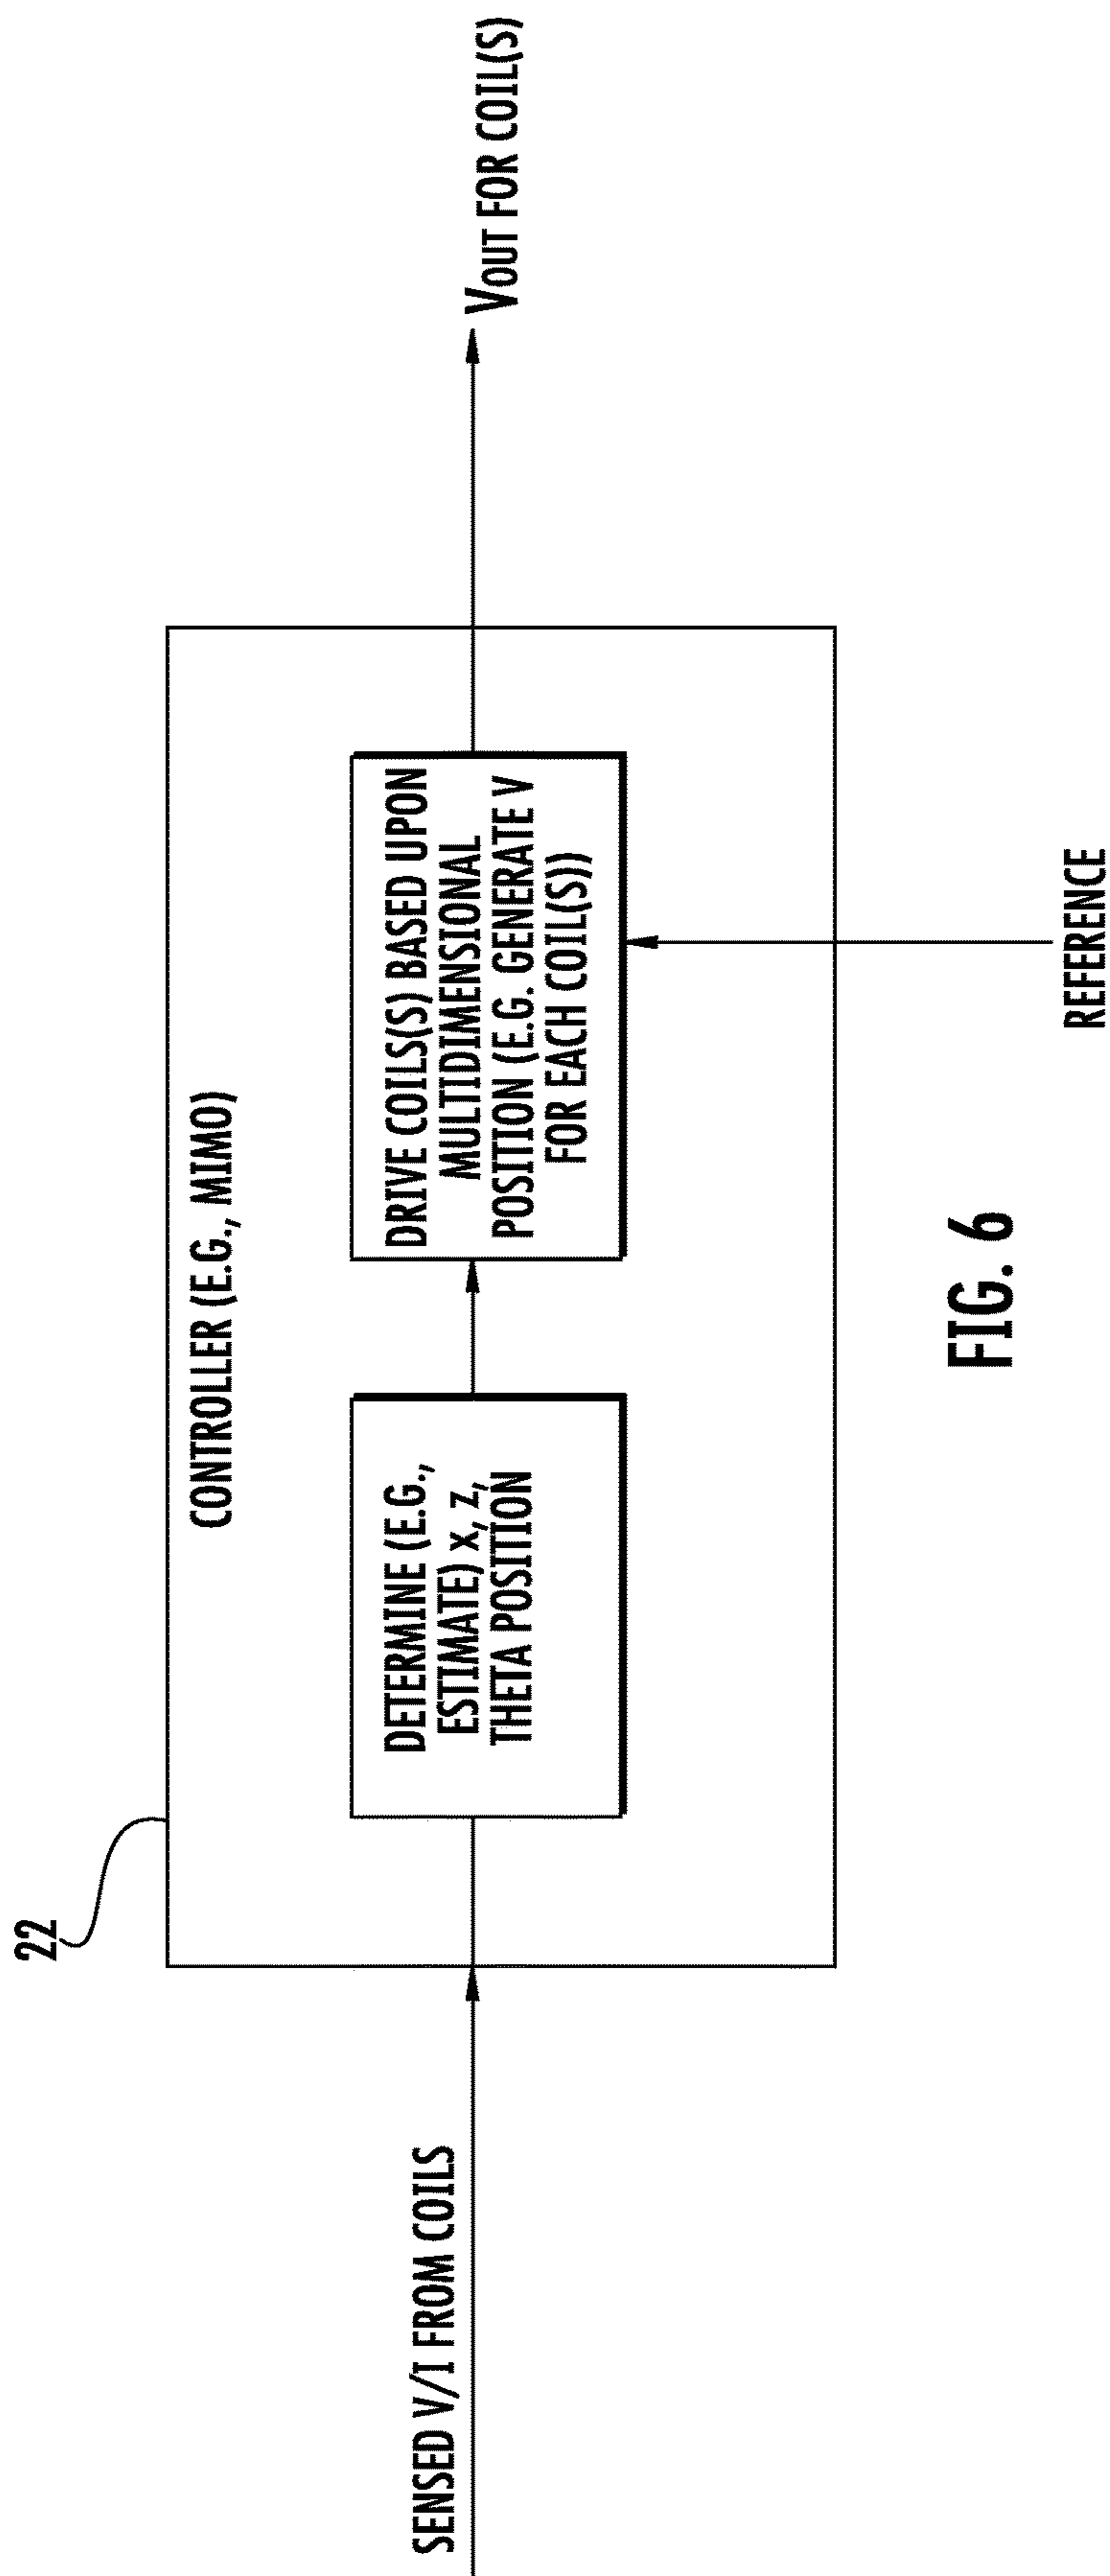 22
CONTROLLER (E.G., MIMO)
SENSED V/I FROM COILS
DETERMINE (E.G.,
ESTIMATE) x, z,
THETA POSITION
DRIVE COILS(S) BASED UPON
MULTIDIMENSIONAL
POSITION (E.G. GENERATE V
FOR EACH COIL(S))
VOUT FOR COIL(S)
REFERENCE
FIG. 6